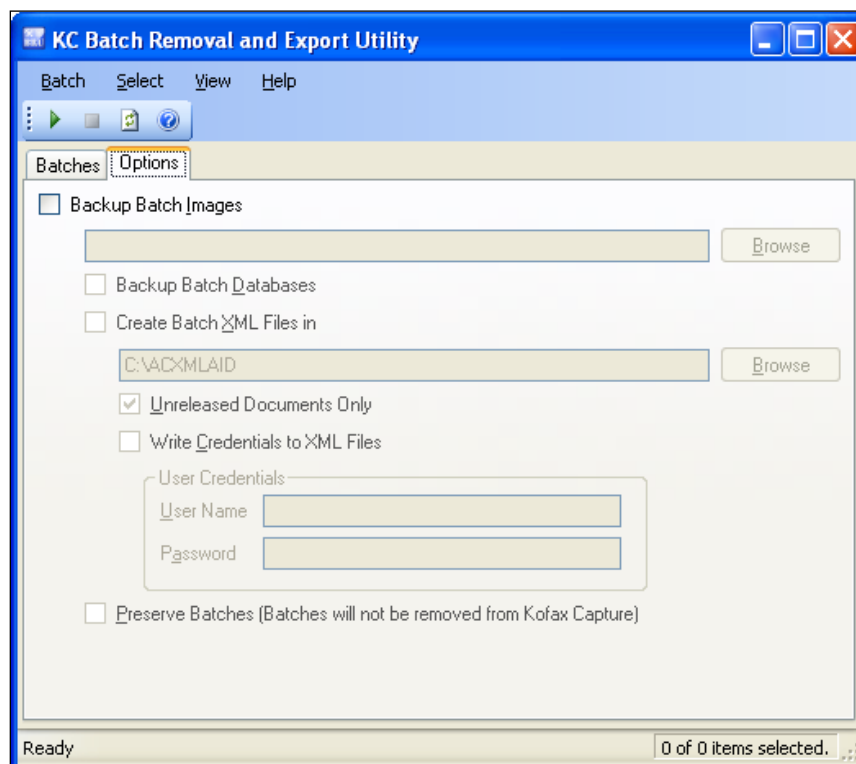 KC Batch Removal and Export Utility
Batch Select View Help
Batches Options
Backup Batch Images
Browse
Backup Batch Databases
Create Batch XML Files in
C:\ACXMLAID Browse
Unreleased Documents Only
Write Credentials to XML Files
User Credentials
User Name
Password
Preserve Batches (Batches will not be removed from Kofax Capture)
Ready 0 of 0 items selected.